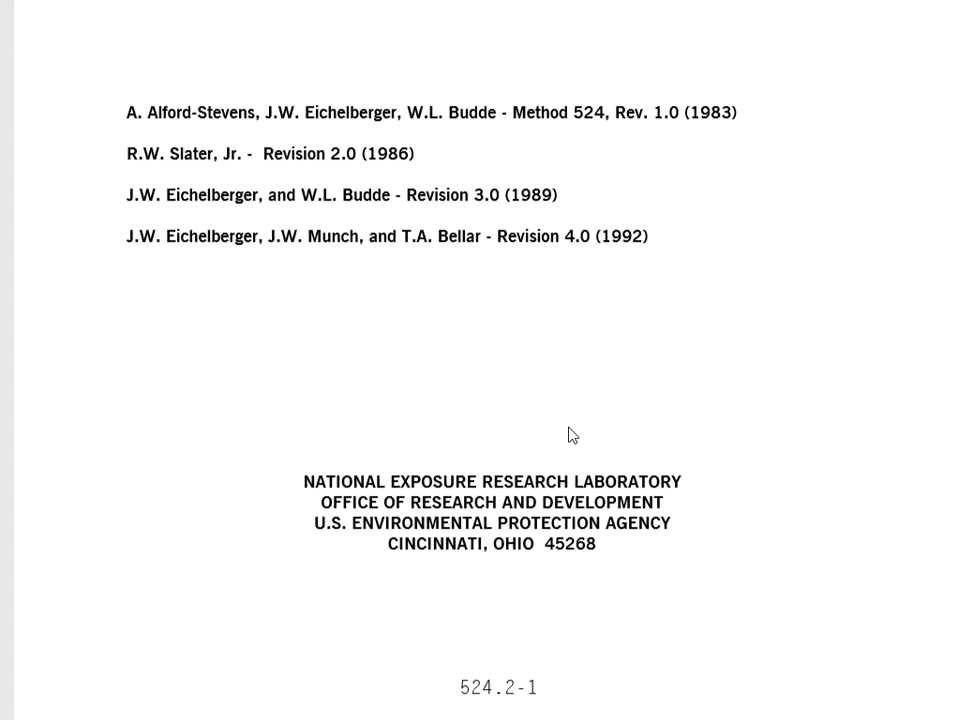 A. Alford-Stevens, J.W. Eichelberger, W.L. Budde - Method 524, Rev. 1.0 (1983)
R.W. Slater, Jr. -  Revision 2.0 (1986)
J.W. Eichelberger, and W.L. Budde - Revision 3.0 (1989)
J.W. Eichelberger, J.W. Munch, and T.A. Bellar - Revision 4.0 (1992)
NATIONAL EXPOSURE RESEARCH LABORATORY
OFFICE OF RESEARCH AND DEVELOPMENT
U.S. ENVIRONMENTAL PROTECTION AGENCY
CINCINNATI, OHIO  45268
524.2-1